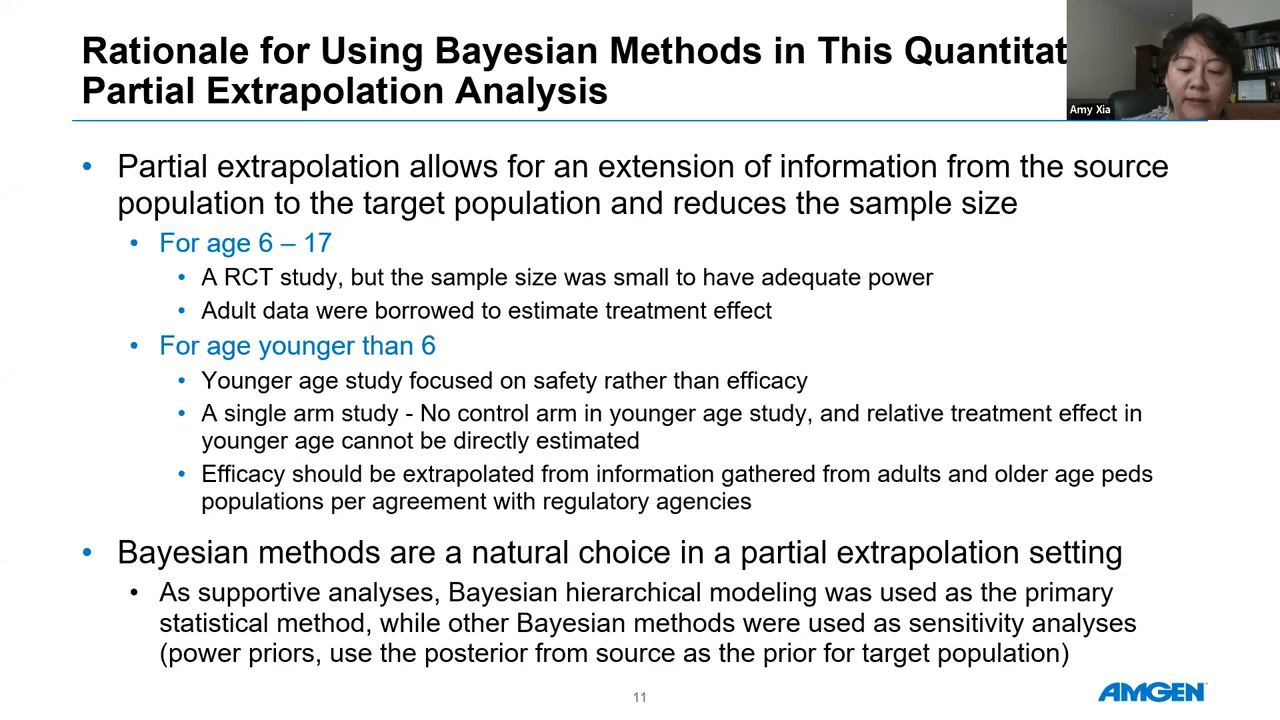 Rationale for Using Bayesian Methods in This Quantitat
Partial Extrapolation Analysis
Amy Xia
• Partial extrapolation allows for an extension of information from the source
population to the target population and reduces the sample size
• For age 6 – 17
• A RCT study, but the sample size was small to have adequate power
• Adult data were borrowed to estimate treatment effect
• For age younger than 6
• Younger age study focused on safety rather than efficacy
• A single arm study - No control arm in younger age study, and relative treatment effect in
younger age cannot be directly estimated
• Efficacy should be extrapolated from information gathered from adults and older age peds
populations per agreement with regulatory agencies
• Bayesian methods are a natural choice in a partial extrapolation setting
• As supportive analyses, Bayesian hierarchical modeling was used as the primary
statistical method, while other Bayesian methods were used as sensitivity analyses
(power priors, use the posterior from source as the prior for target population)
11
AMGEN